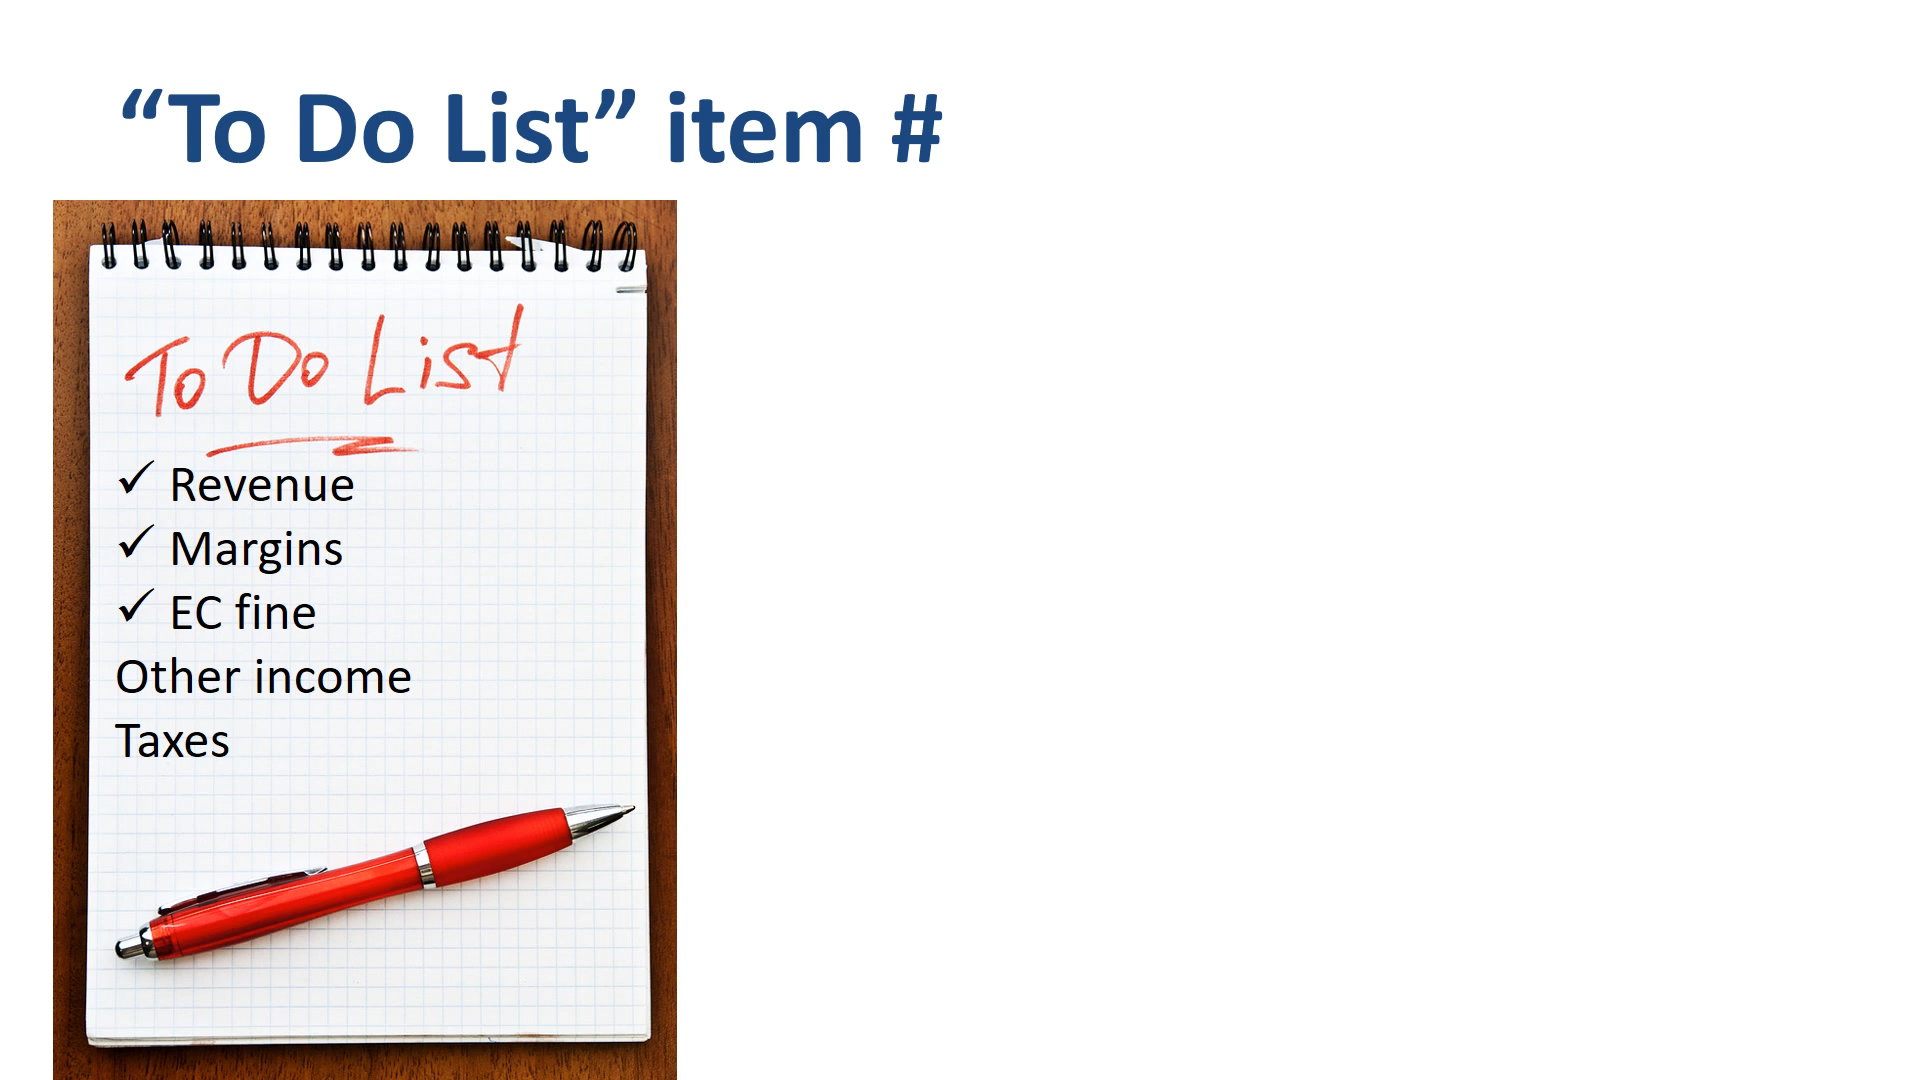 “To Do List” item #
To Do List
✓ Revenue
✓ Margins
✓ EC fine
Other income
Taxes